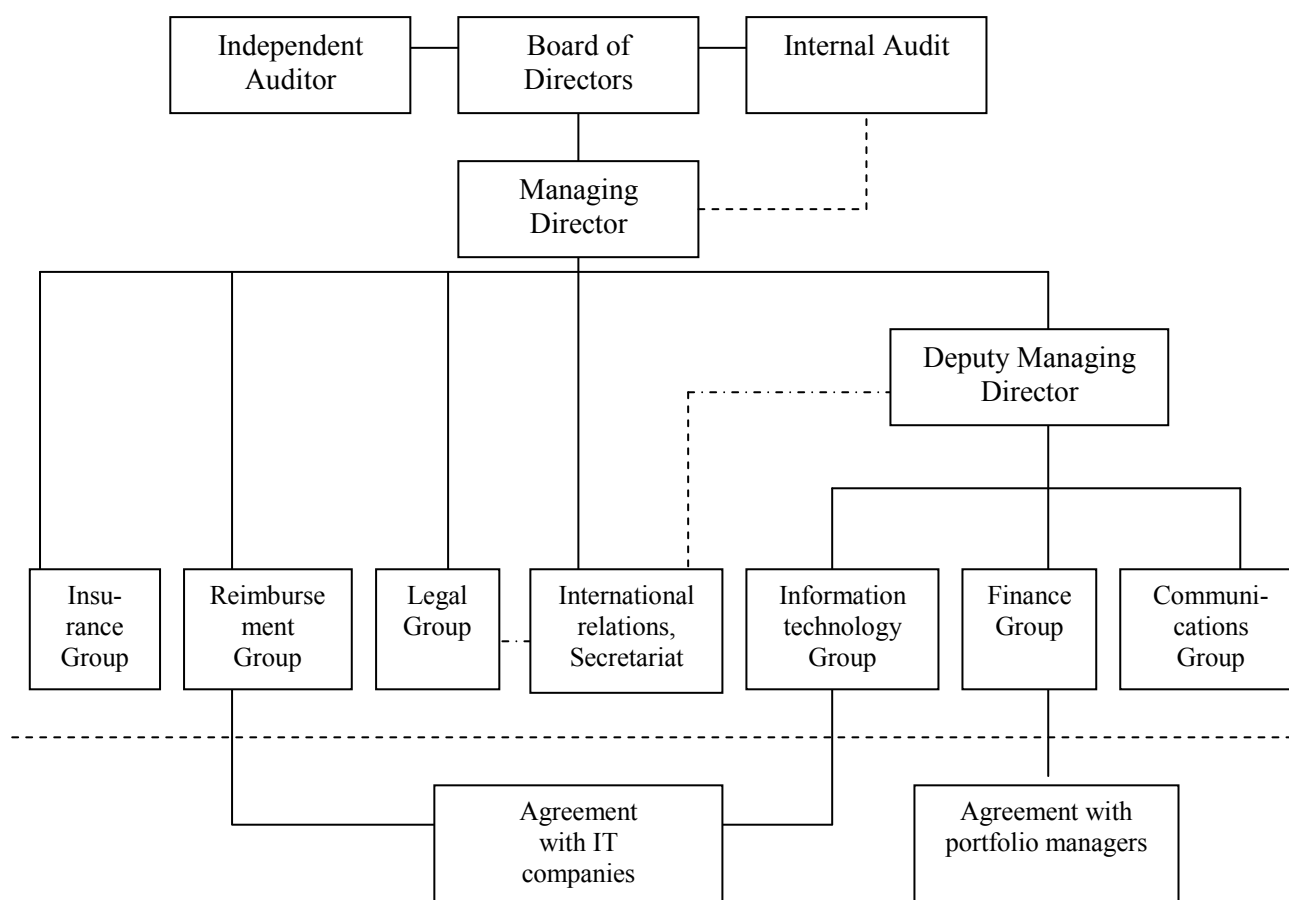 Independent
Auditor
Board of
Directors
Internal Audit
Managing
Director
Deputy Managing
Director
Insu-
rance
Group
Reimburse
ment
Group
Legal
Group
International
relations,
Secretariat
Information
technology
Group
Finance
Group
Communi-
cations
Group
Agreement
with IT
companies
Agreement with
portfolio managers